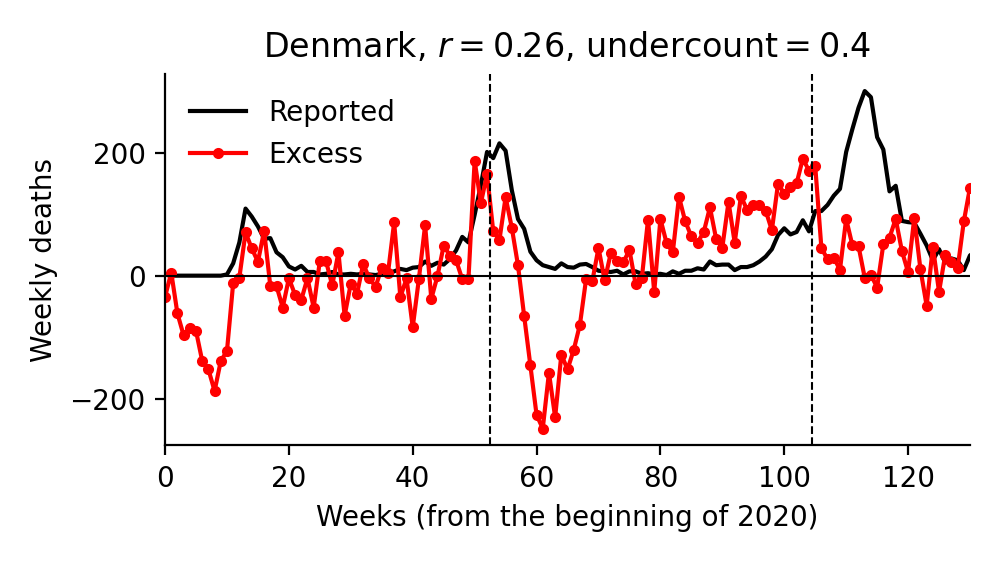 Denmark, r = 0.26, undercount = 0.4
Reported
Excess
Weekly deaths
200
0
−200
0 20 40 60 80 100 120
Weeks (from the beginning of 2020)